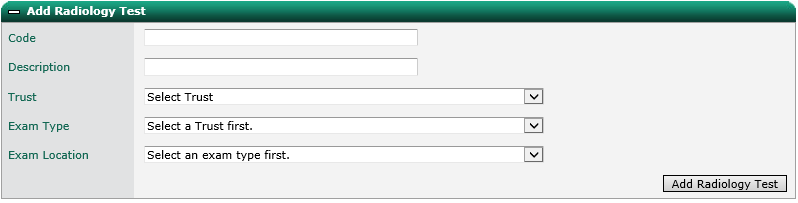 Add Radiology Test
Code
Description
Trust Select Trust
Exam Type Select a Trust first.
Exam Location Select an exam type first.
Add Radiology Test